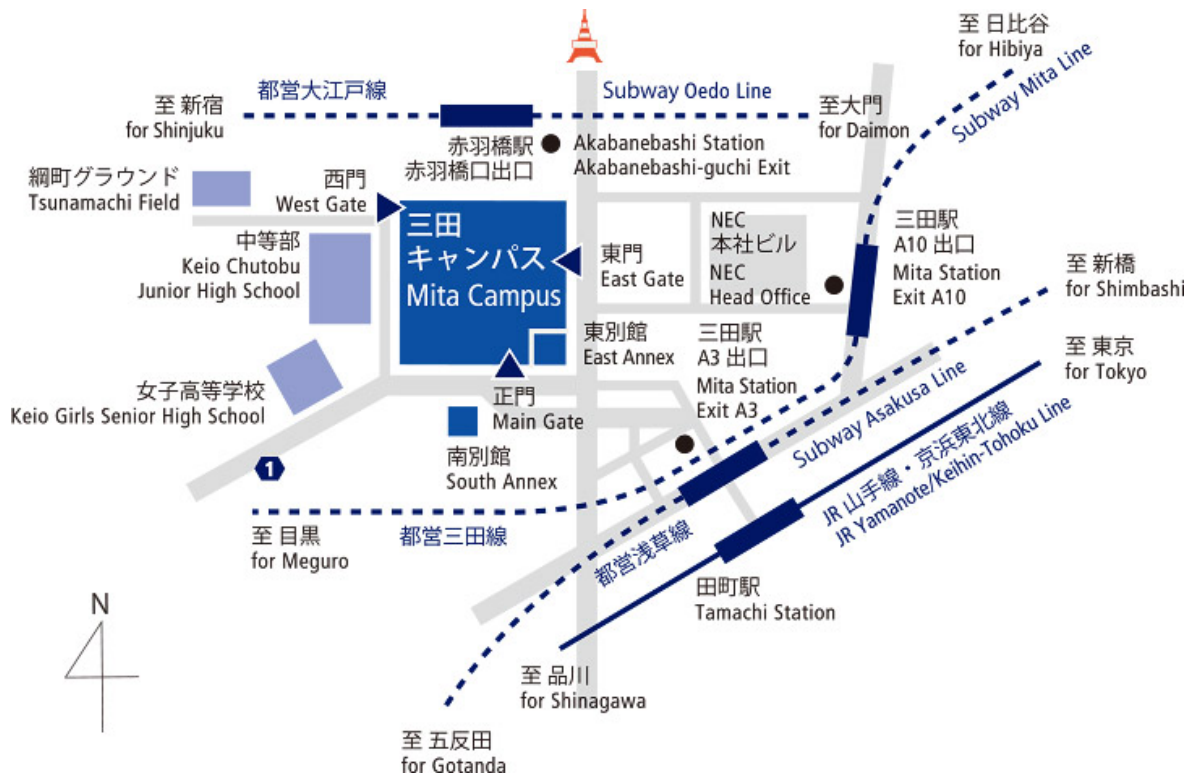 至 日比谷
for Hibiya
Subway Mita Line
都営大江戸線
Subway Oedo Line
至 新宿
for Shinjuku
至大門
for Daimon
赤羽橋駅
赤羽橋口出口
Akabanebashi Station
Akabanebashi-guchi Exit
綱町グラウンド
Tsunamachi Field
西門
West Gate
三田
キャンパス
Mita Campus
東門
East Gate
NEC
本社ビル
NEC
Head Office
三田駅
A10 出口
Mita Station
Exit A10
中等部
Keio Chutobu
Junior High School
至 新橋
for Shimbashi
東別館
East Annex
三田駅
A3 出口
Mita Station
Exit A3
至 東京
for Tokyo
女子高等学校
Keio Girls Senior High School
正門
Main Gate
Subway Asakusa Line
南別館
South Annex
1
JR 山手線・京浜東北線
JR Yamanote/Keihin-Tohoku Line
至 目黒
for Meguro
都営三田線
都営浅草線
田町駅
Tamachi Station
N
至 品川
for Shinagawa
至 五反田
for Gotanda